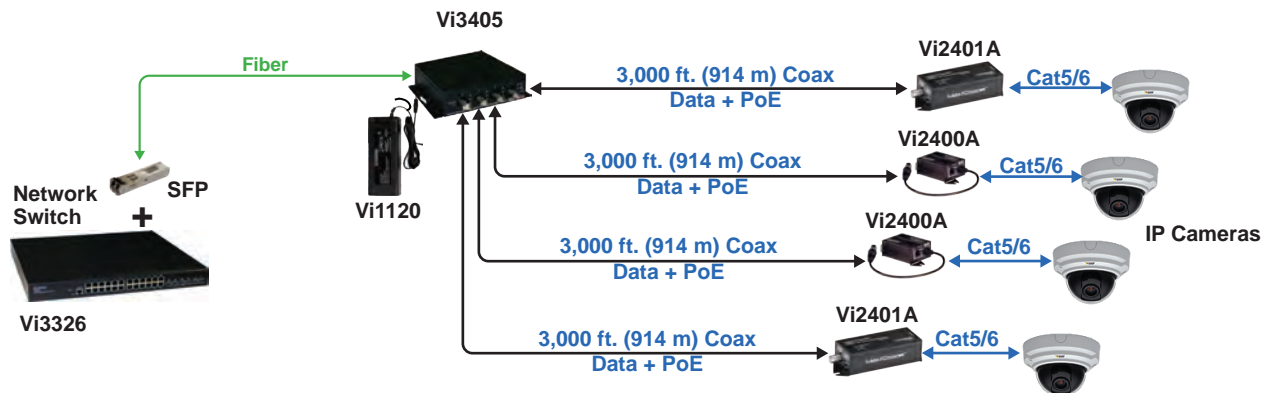 Vi3405
Fiber
3,000 ft. (914 m) Coax
Data + PoE
Vi2401A
Cat5/6
3,000 ft. (914 m) Coax
Data + PoE
Vi2400A
Cat5/6
Network
Switch
SFP
+
Vi1120
Vi3326
3,000 ft. (914 m) Coax
Data + PoE
Vi2400A
Cat5/6
IP Cameras
3,000 ft. (914 m) Coax
Data + PoE
Vi2401A
Cat5/6